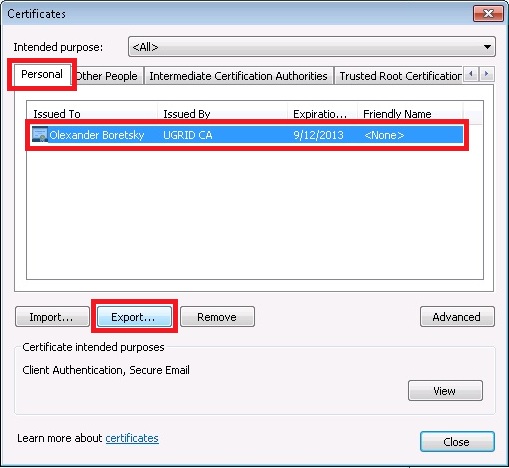 Certificates
Intended purpose: <All>
Personal Other People Intermediate Certification Authorities Trusted Root Certification
Issued To Issued By Expiratio... Friendly Name
Olexander Boretsky UGRID CA 9/12/2013 <None>
Import... Export... Remove Advanced
Certificate intended purposes
Client Authentication, Secure Email
View
Learn more about certificates
Close